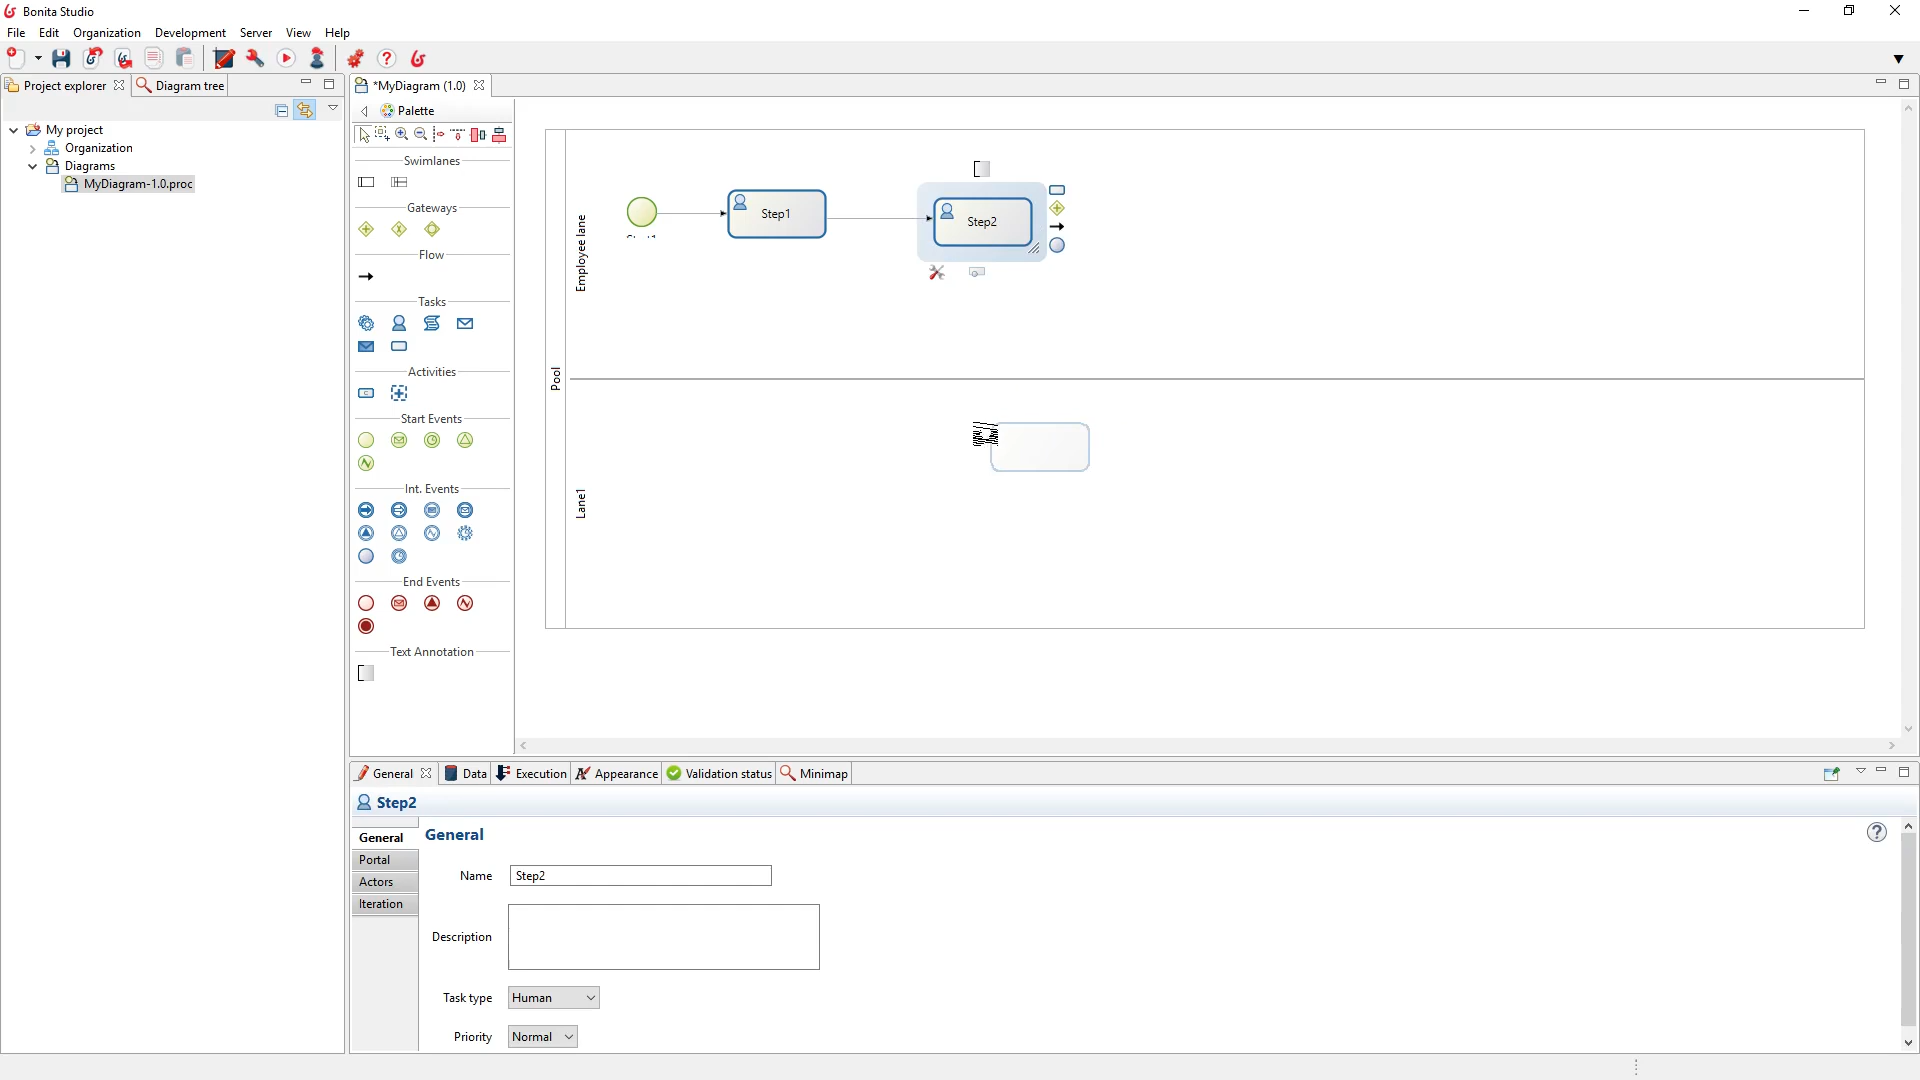 Bonita Studio
File Edit Organization Development Server View Help
Project explorer Diagram tree
*MyDiagram (1.0)
My project
Organization
Diagrams
MyDiagram-1.0.proc
Palette
Swimlanes
Gateways
Flow
Tasks
Activities
Start Events
Int. Events
End Events
Text Annotation
Pool
Employee lane
Step1
Step2
Lane1
General Data Execution Appearance Validation status Minimap
Step2
General
Portal
Actors
Iteration
General
Name Step2
Description
Task type Human
Priority Normal